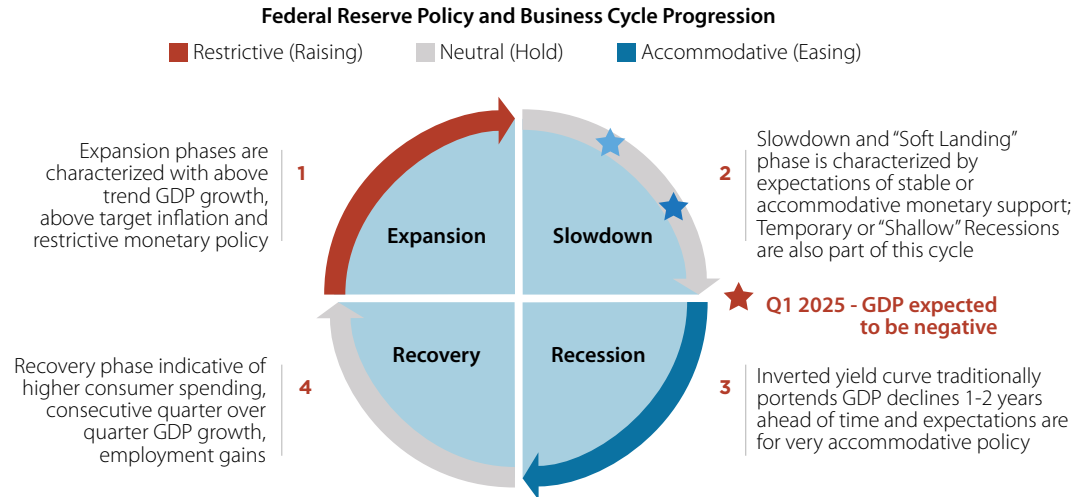 Federal Reserve Policy and Business Cycle Progression
Restrictive (Raising)
Neutral (Hold)
Accommodative (Easing)
Expansion phases are
characterized with above
trend GDP growth,
above target inflation and
restrictive monetary policy
1
Expansion
Slowdown
2
Slowdown and “Soft Landing”
phase is characterized by
expectations of stable or
accommodative monetary support;
Temporary or “Shallow” Recessions
are also part of this cycle
Q1 2025 - GDP expected
to be negative
Recovery phase indicative of
higher consumer spending,
consecutive quarter over
quarter GDP growth,
employment gains
4
Recovery
Recession
3
Inverted yield curve traditionally
portends GDP declines 1-2 years
ahead of time and expectations are
for very accommodative policy